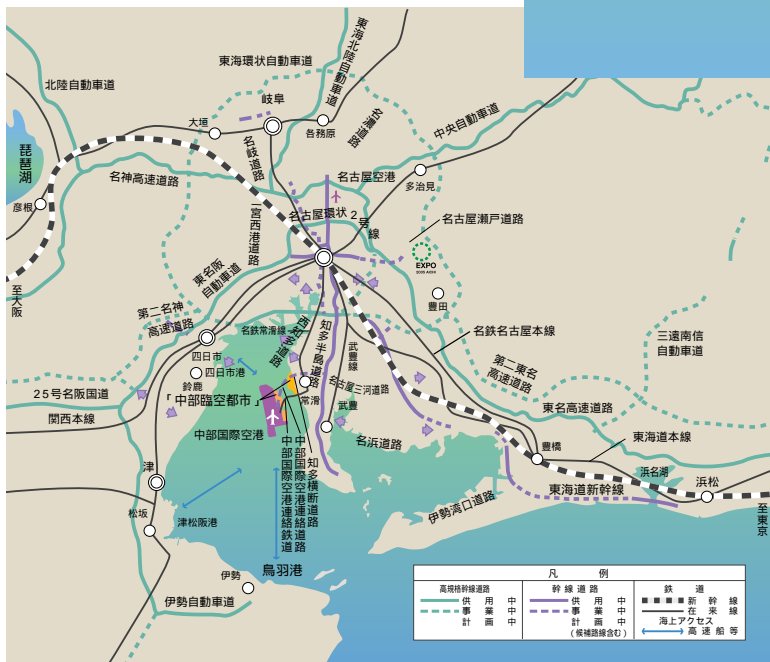 東海北陸自動車道
東海環状自動車道
北陸自動車道
岐阜
大垣
各務原
名濃道路
中央自動車道
名岐道路
琵琶湖
名神高速道路
名古屋空港
多治見
彦根
一宮西港道路
名古屋環状2号線
名古屋瀬戸道路
EXPO
2005 AICHI
東名阪
自動車道
至大阪
豊田
第二名神
高速道路
名鉄常滑線
西知多道路
知多半島道路
武豊線
名鉄名古屋本線
三遠南信
自動車道
四日市
四日市港
鈴鹿
第二東名
高速道路
25号名阪国道
「中部臨空都市」
常滑
名古屋三河道路
武豊
東名高速道路
関西本線
中部国際空港
名浜道路
豊橋
東海道本線
津
中部国際空港連絡鉄道
中部国際空港連絡道路
知多横断道路
浜名湖
浜松
東海道新幹線
伊勢湾口道路
至東京
松坂
津松阪港
伊勢
鳥羽港
伊勢自動車道
凡例
高規格幹線道路
供用中
事業中
計画中
幹線道路
供用中
事業中
計画中
(候補路線含む)
鉄道
新幹線
在来線
海上アクセス
高速船等